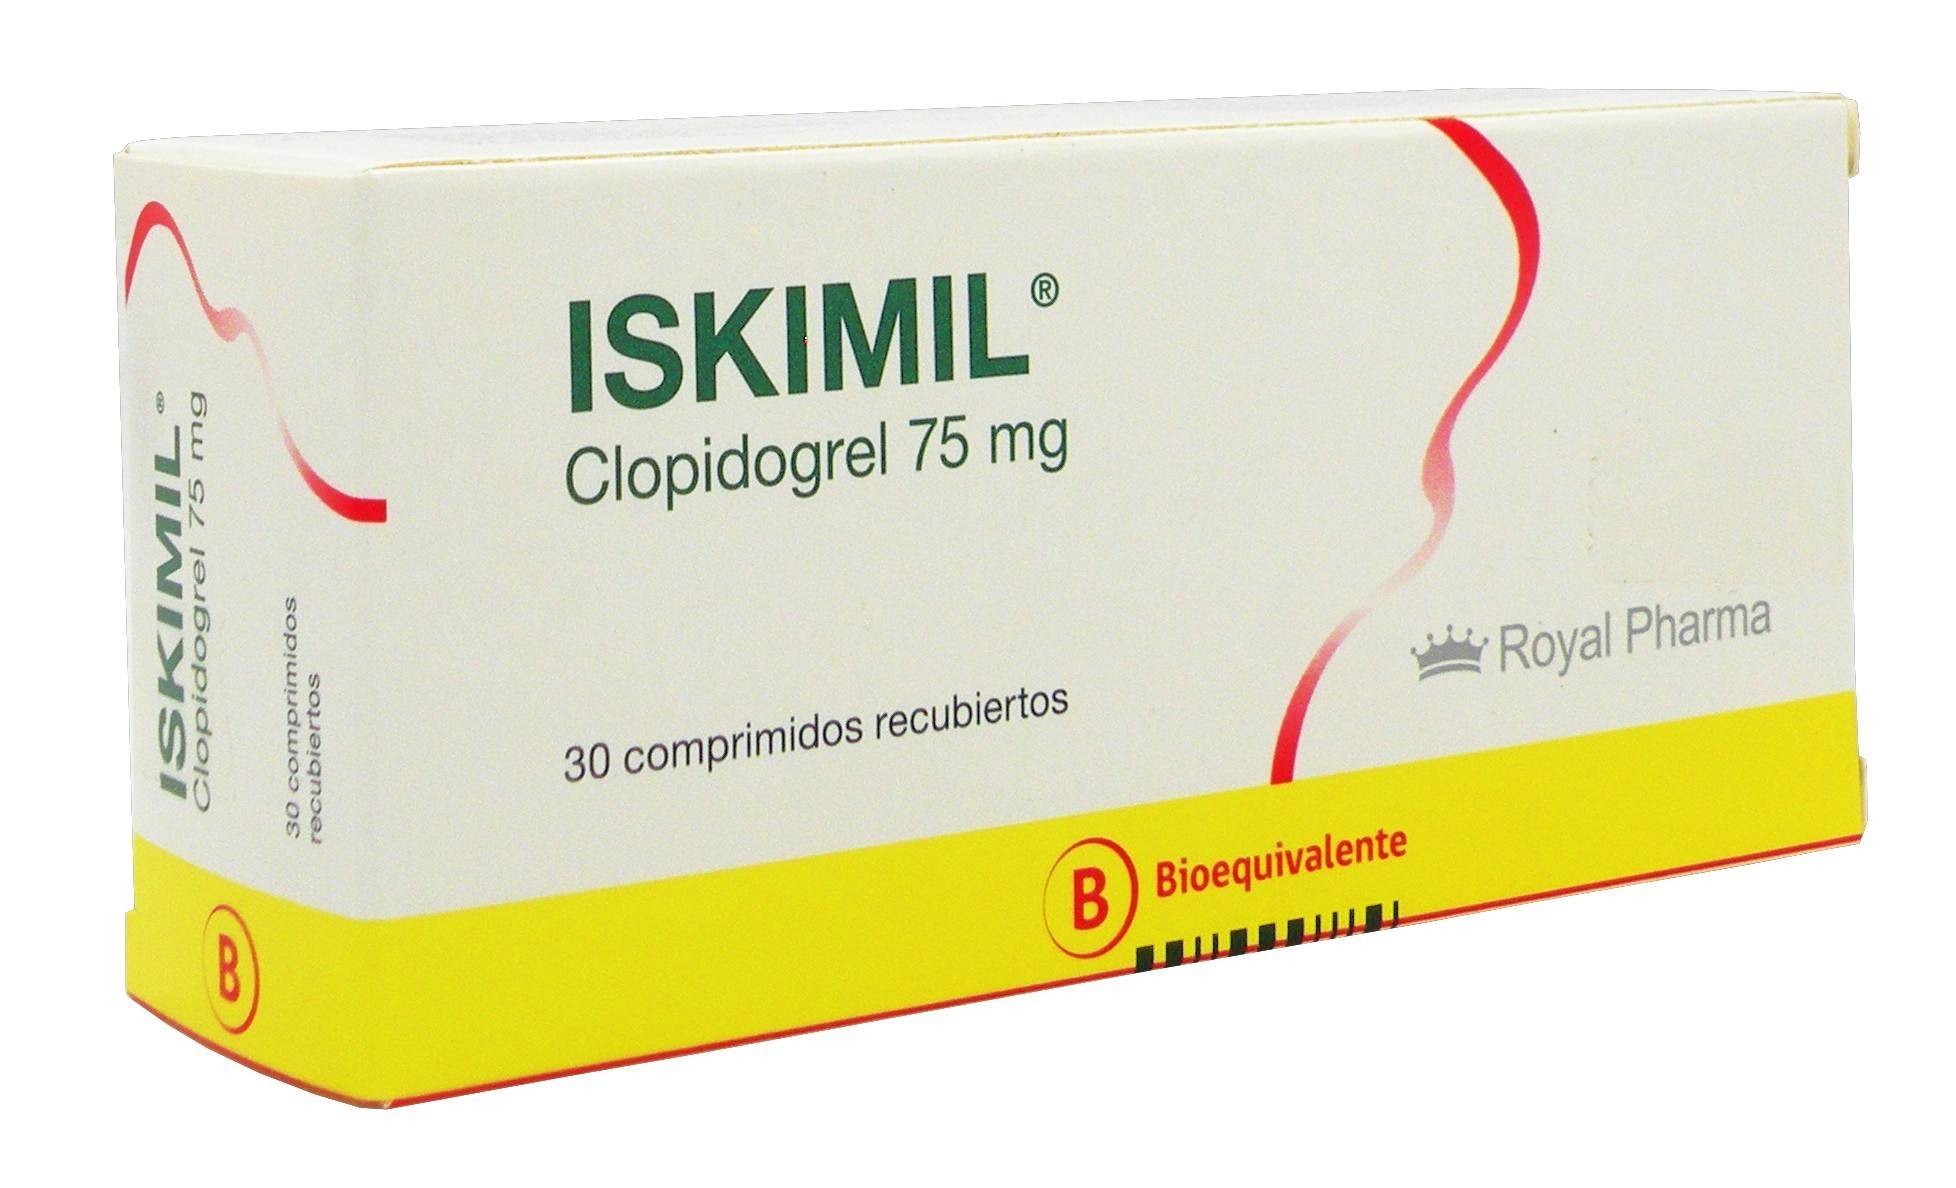 ISKIMIL®
Clopidogrel 75 mg
30 comprimidos
recubiertos
B
ISKIMIL®
Clopidogrel 75 mg
30 comprimidos recubiertos
Royal Pharma
B Bioequivalente